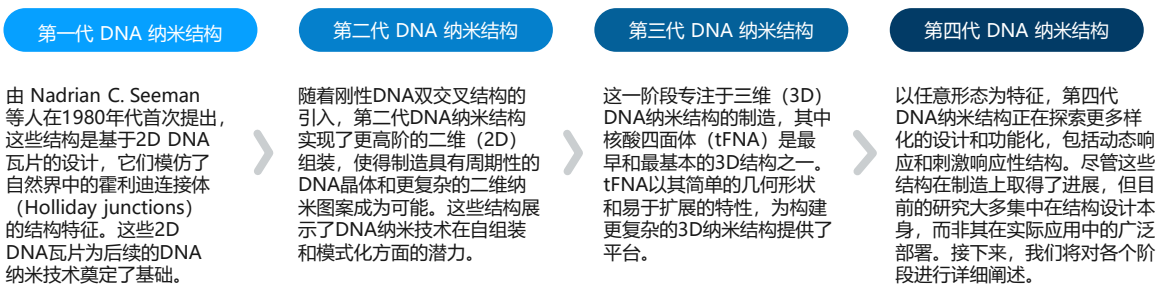 第一代 DNA 纳米结构
由 Nadrian C. Seeman
等人在1980年代首次提出，
这些结构是基于2D DNA
瓦片的设计，它们模仿了
自然界中的霍利迪连接体
（Holliday junctions）
的结构特征。这些2D
DNA瓦片为后续的DNA
纳米技术奠定了基础。
第二代 DNA 纳米结构
随着刚性DNA双交叉结构的
引入，第二代DNA纳米结构
实现了更高阶的二维（2D）
组装，使得制造具有周期性的
DNA晶体和更复杂的二维纳
米图案成为可能。这些结构展
示了DNA纳米技术在自组装
和模式化方面的潜力。
第三代 DNA 纳米结构
这一阶段专注于三维（3D）
DNA纳米结构的制造，其中
核酸四面体（tFNA）是最
早和最基本的3D结构之一。
tFNA以其简单的几何形状
和易于扩展的特性，为构建
更复杂的3D纳米结构提供了
平台。
第四代 DNA 纳米结构
以任意形态为特征，第四代
DNA纳米结构正在探索更多样
化的设计和功能化，包括动态响
应和刺激响应性结构。尽管这些
结构在制造上取得了进展，但目
前的研究大多集中在结构设计本
身，而非其在实际应用中的广泛
部署。接下来，我们将对各个阶
段进行详细阐述。